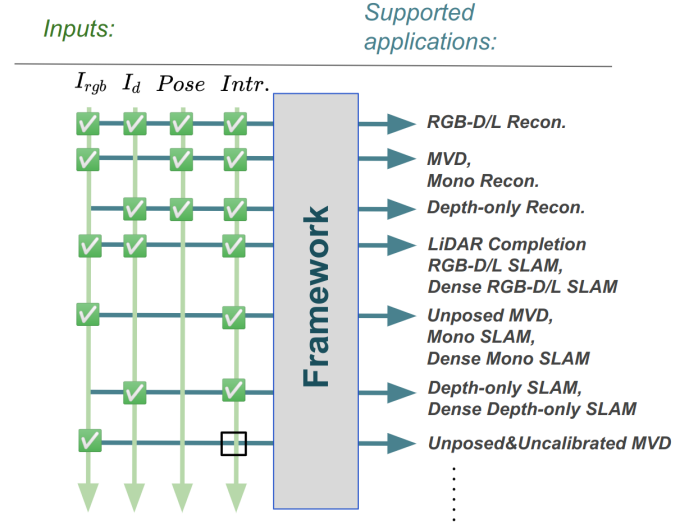 Inputs:
Supported
applications:
I_rgb I_d Pose Intr.
RGB-D/L Recon.
MVD,
Mono Recon.
Depth-only Recon.
LiDAR Completion
RGB-D/L SLAM,
Dense RGB-D/L SLAM
Framework
Unposed MVD,
Mono SLAM,
Dense Mono SLAM
Depth-only SLAM,
Dense Depth-only SLAM
Unposed&Uncalibrated MVD